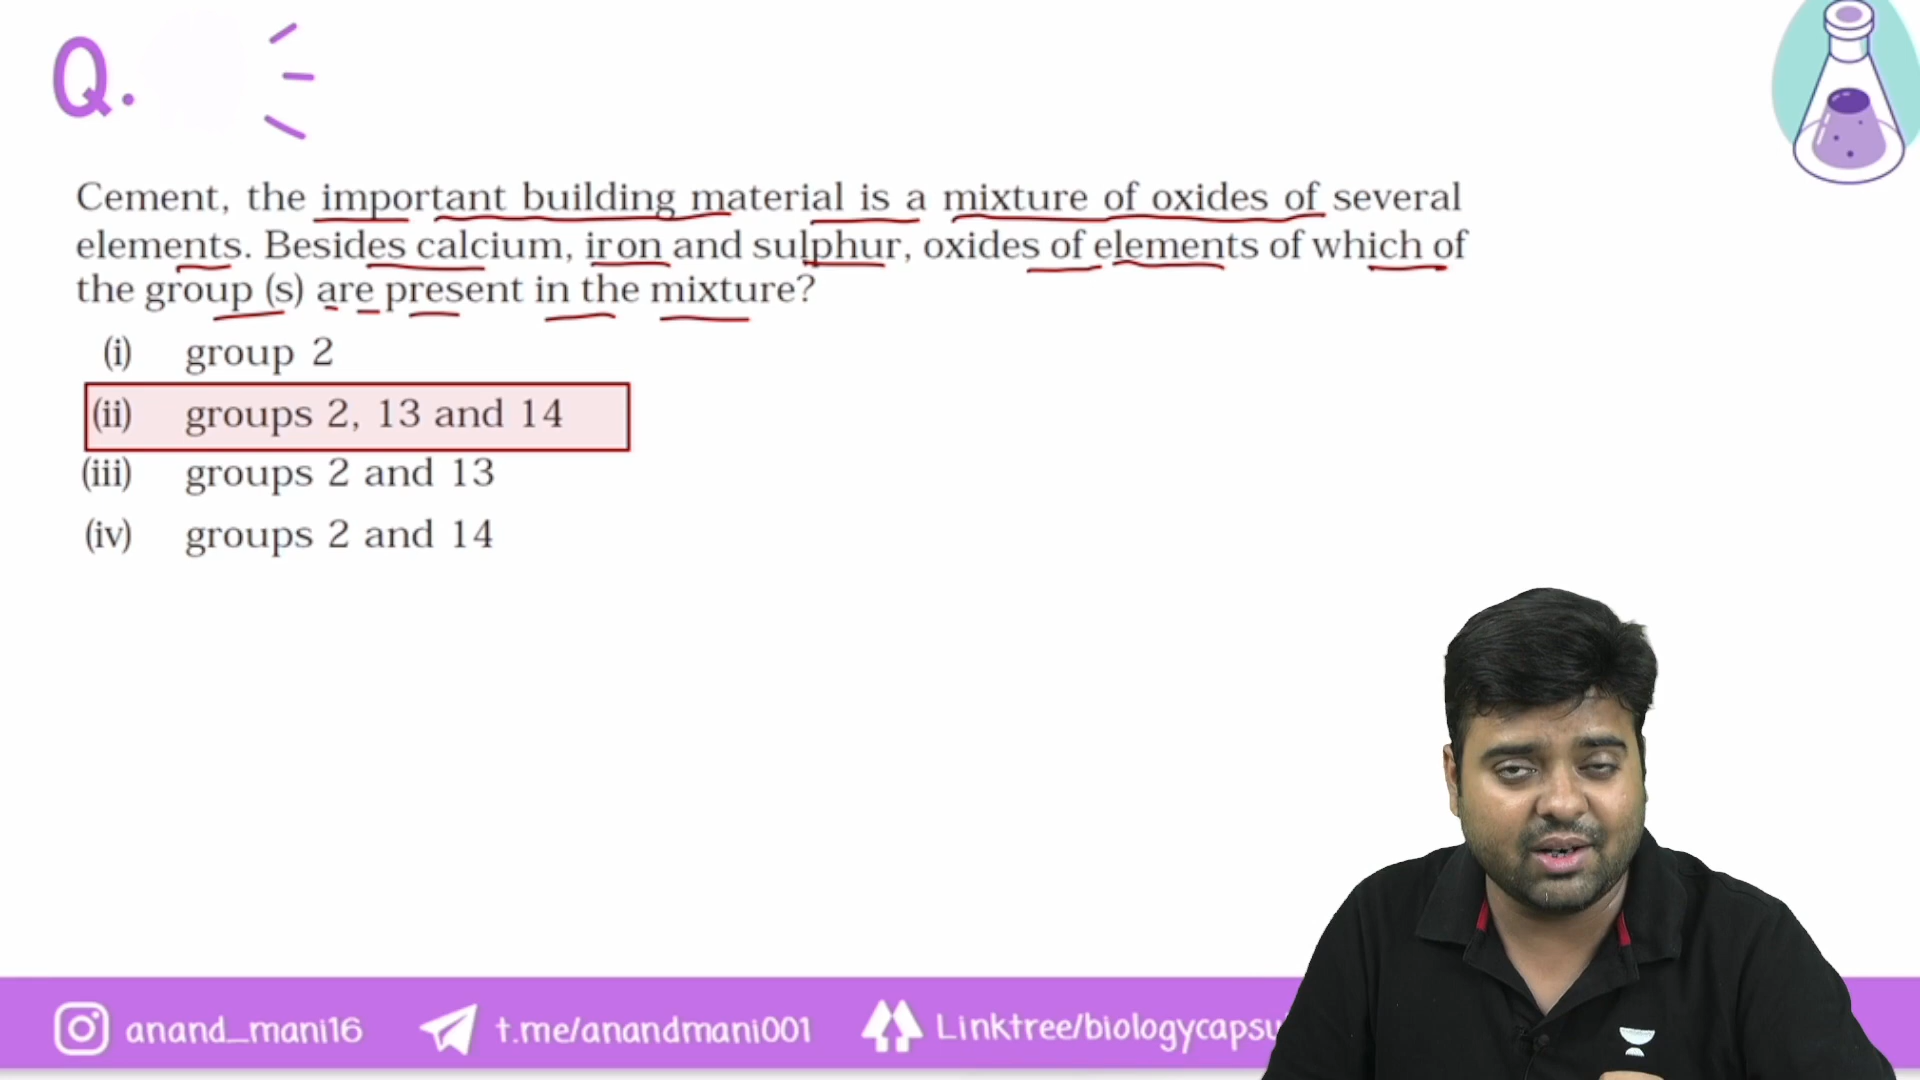 Q.
Cement, the important building material is a mixture of oxides of several
elements. Besides calcium, iron and sulphur, oxides of elements of which of
the group (s) are present in the mixture?
(i) group 2
(ii) groups 2, 13 and 14
(iii) groups 2 and 13
(iv) groups 2 and 14
anand_mani16 t.me/anandmani001 Linktree/biologycapsu